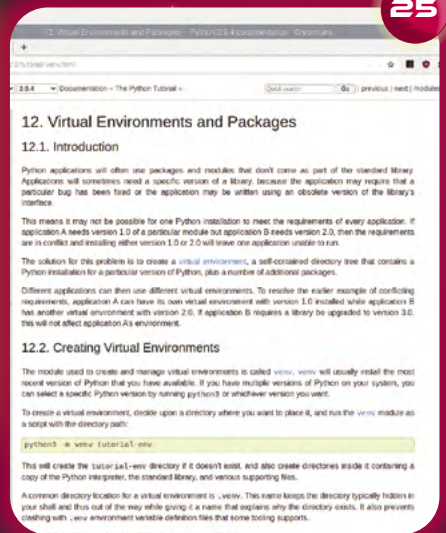 25
12. Virtual Environments and Packages — Python 3.9.4 documentation - Chromium
+
/tutorial/venv.html
3.9.4 Documentation » The Python Tutorial » Quick search Go | previous | next | modules
12. Virtual Environments and Packages
12.1. Introduction
Python applications will often use packages and modules that don't come as part of the standard library.
Applications will sometimes need a specific version of a library, because the application may require that a
particular bug has been fixed or the application may be written using an obsolete version of the library's
interface.
This means it may not be possible for one Python installation to meet the requirements of every application. If
application A needs version 1.0 of a particular module but application B needs version 2.0, then the requirements
are in conflict and installing either version 1.0 or 2.0 will leave one application unable to run.
The solution for this problem is to create a virtual environment, a self-contained directory tree that contains a
Python installation for a particular version of Python, plus a number of additional packages.
Different applications can then use different virtual environments. To resolve the earlier example of conflicting
requirements, application A can have its own virtual environment with version 1.0 installed while application B
has another virtual environment with version 2.0. If application B requires a library be upgraded to version 3.0,
this will not affect application A's environment.
12.2. Creating Virtual Environments
The module used to create and manage virtual environments is called venv. venv will usually install the most
recent version of Python that you have available. If you have multiple versions of Python on your system, you
can select a specific Python version by running python3 or whichever version you want.
To create a virtual environment, decide upon a directory where you want to place it, and run the venv module as
a script with the directory path:
python3 -m venv tutorial-env
This will create the tutorial-env directory if it doesn't exist, and also create directories inside it containing a
copy of the Python interpreter, the standard library, and various supporting files.
A common directory location for a virtual environment is .venv. This name keeps the directory typically hidden in
your shell and thus out of the way while giving it a name that explains why the directory exists. It also prevents
clashing with .env environment variable definition files that some tooling supports.